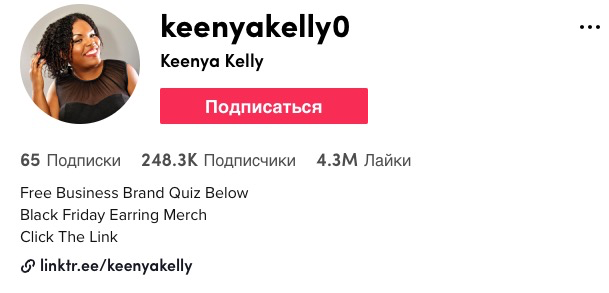 keenyakelly0
Keenya Kelly
Подписаться
65 Подписки 248.3K Подписчики 4.3M Лайки
Free Business Brand Quiz Below
Black Friday Earring Merch
Click The Link
linktr.ee/keenyakelly